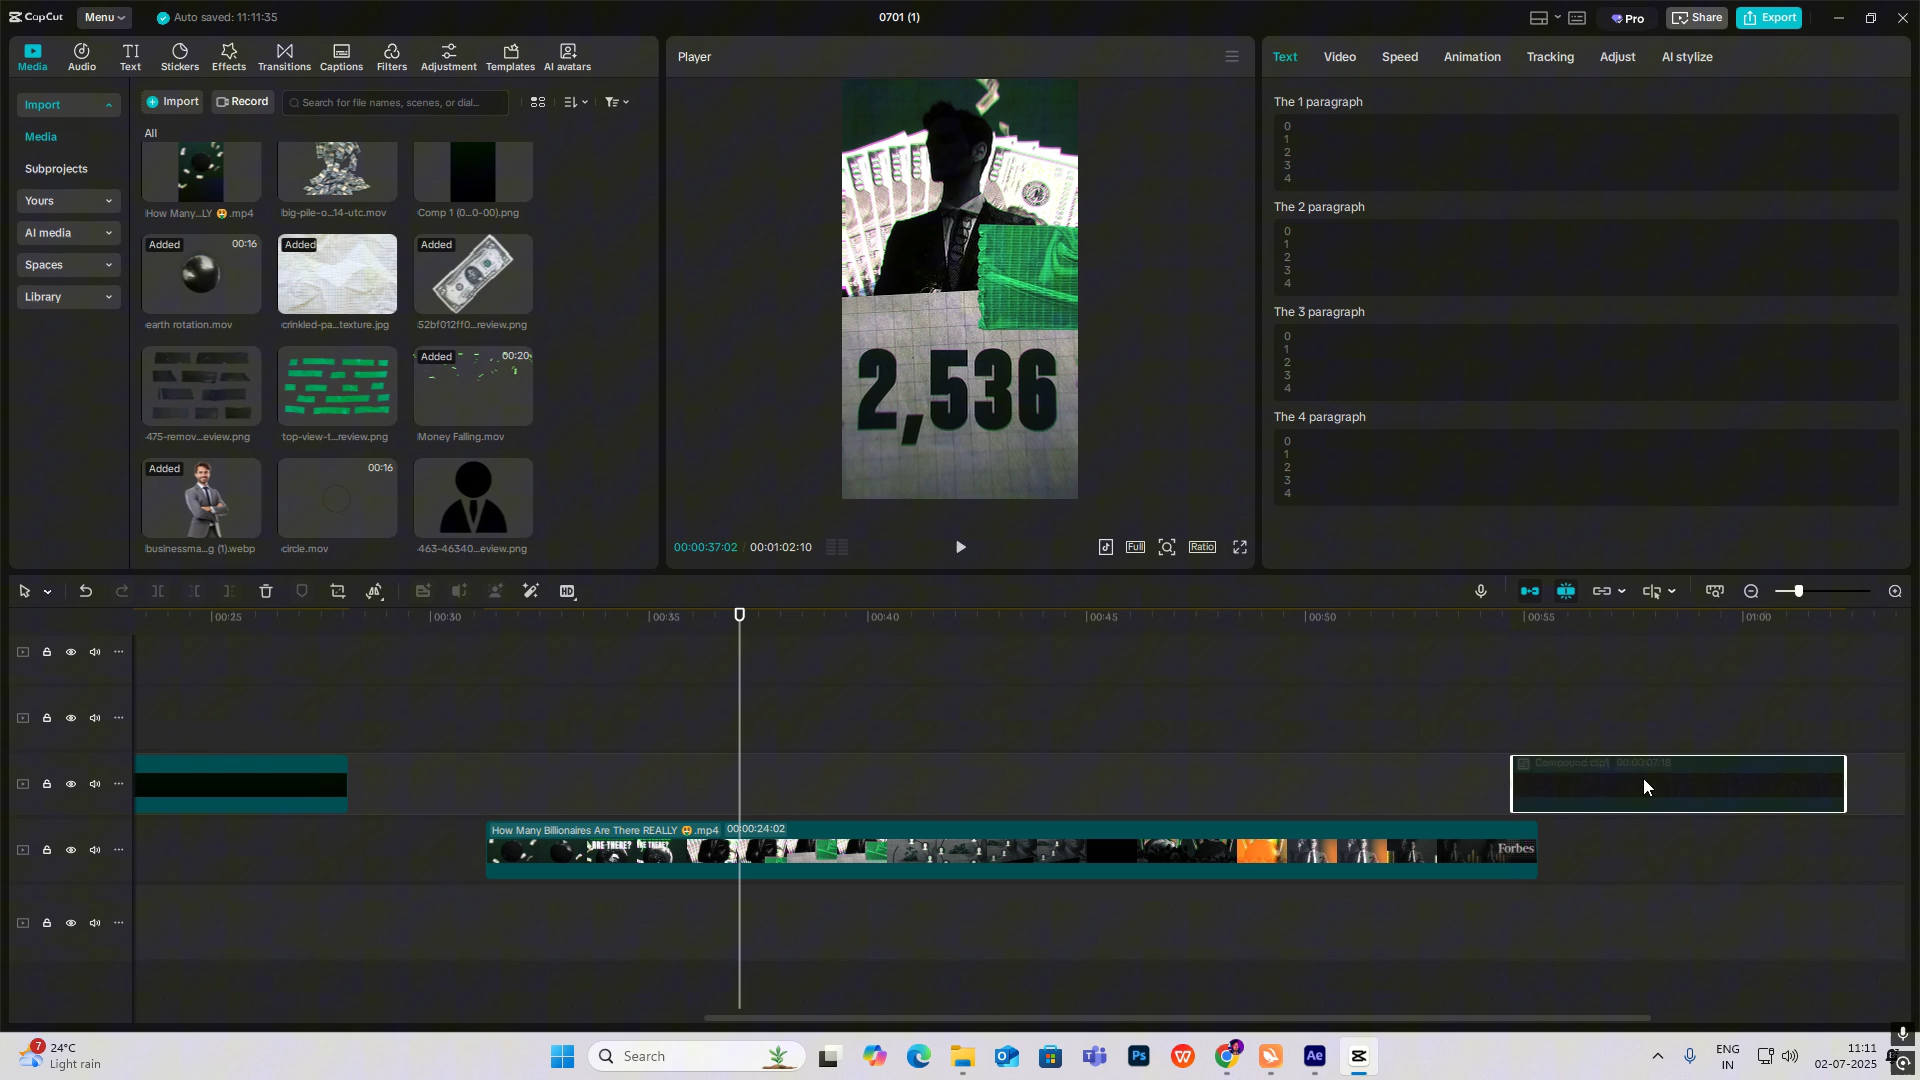 CapCut
Menu
Auto saved: 11:11:35
0701 (1)
Pro
Share
Export
Media
Audio
Text
Stickers
Effects
Transitions
Captions
Filters
Adjustment
Templates
AI avatars
Import
Media
Subprojects
Yours
AI media
Spaces
Library
Import
Record
Search for file names, scenes, or dial...
All
How Many...LY 🤑.mp4
big-pile-o...14-utc.mov
Comp 1 (0...0-00).png
Added
00:16
earth rotation.mov
Added
crinkled-pa...texture.jpg
Added
52bf012ff0...review.png
475-remov...eview.png
top-view-t...review.png
Added
00:20
Money Falling.mov
Added
businessma...g (1).webp
00:16
circle.mov
463-46340...eview.png
Player
2,536
00:00:37:02 / 00:01:02:10
Full
Ratio
Text
Video
Speed
Animation
Tracking
Adjust
AI stylize
The 1 paragraph
0
1
2
3
4
The 2 paragraph
0
1
2
3
4
The 3 paragraph
0
1
2
3
4
The 4 paragraph
0
1
2
3
4
HD
00:25
00:30
00:35
00:40
00:45
00:50
00:55
01:00
Compound clip1 00:00:07:18
How Many Billionaires Are There REALLY 🤑.mp4 00:00:24:02
ARE THERE?
ARE THERE?
Forbes
7
24°C
Light rain
Search
Ps
Ae
ENG
IN
11:11
02-07-2025